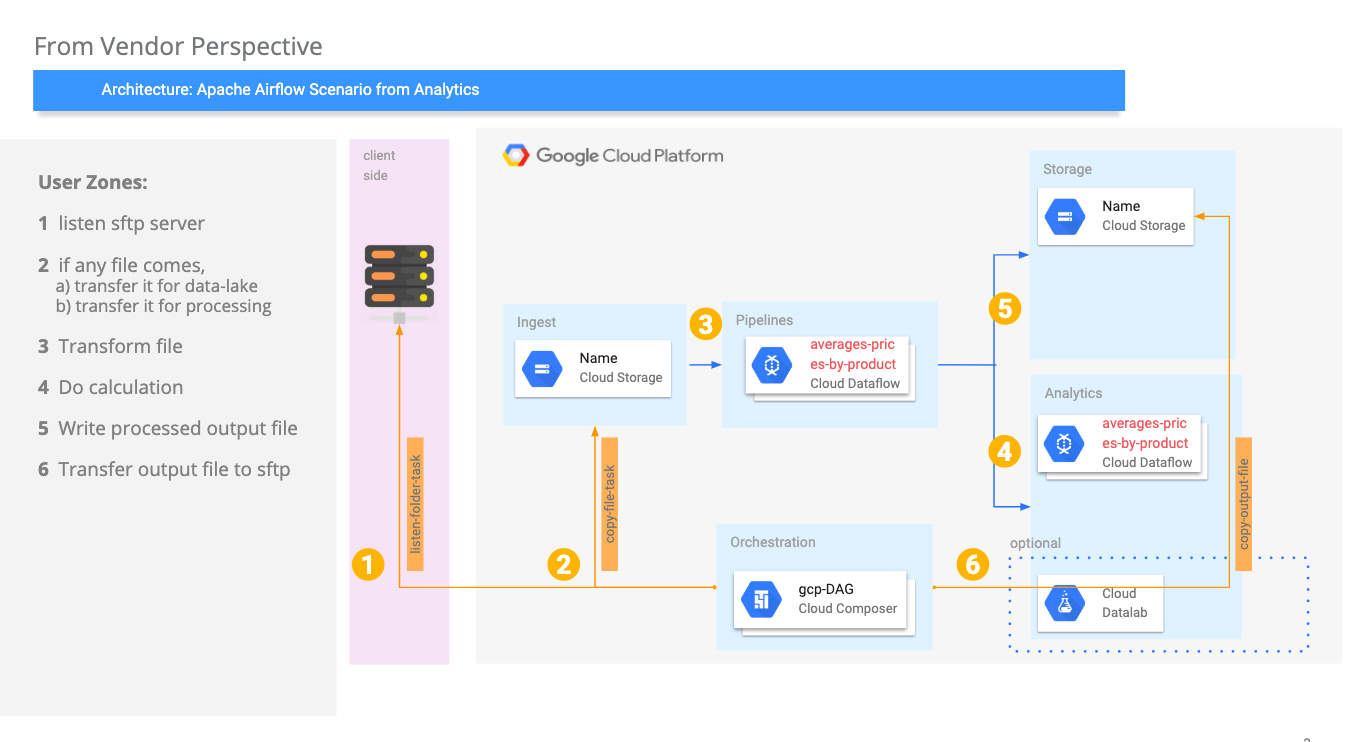 From Vendor Perspective
Architecture: Apache Airflow Scenario from Analytics
User Zones:
1 listen sftp server
2 if any file comes,
a) transfer it for data-lake
b) transfer it for processing
3 Transform file
4 Do calculation
5 Write processed output file
6 Transfer output file to sftp
client
side
Google Cloud Platform
Ingest
Name
Cloud Storage
3
Pipelines
averages-pric
es-by-product
Cloud Dataflow
5
4
Storage
Name
Cloud Storage
Analytics
averages-pric
es-by-product
Cloud Dataflow
listen-folder-task
copy-file-task
copy-output-file
1
2
Orchestration
gcp-DAG
Cloud Composer
6
optional
Cloud
Datalab